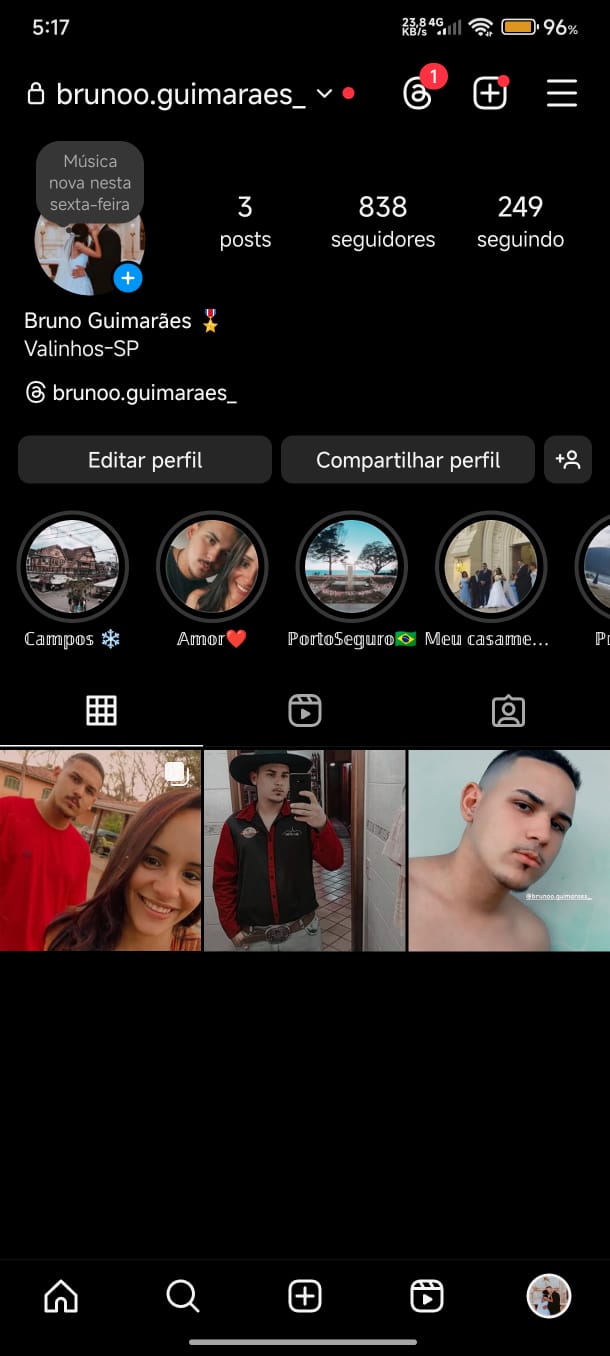 5:17
23,8 4G
KB/s
96%
brunoo.guimaraes_
1
Música
nova nesta
sexta-feira
3
838
249
posts
seguidores
seguindo
Bruno Guimarães 🎖️
Valinhos-SP
brunoo.guimaraes_
Editar perfil
Compartilhar perfil
ℂ𝕒𝕞𝕡𝕠𝕤 ❄️
𝔸𝕞𝕠𝕣❤️
ℙ𝕠𝕣𝕥𝕠𝕊𝕖𝕘𝕦𝕣𝕠🇧🇷
𝕄𝕖𝕦 𝕔𝕒𝕤𝕒𝕞𝕖...
ℙ𝕣
@brunoo.guimaraes_